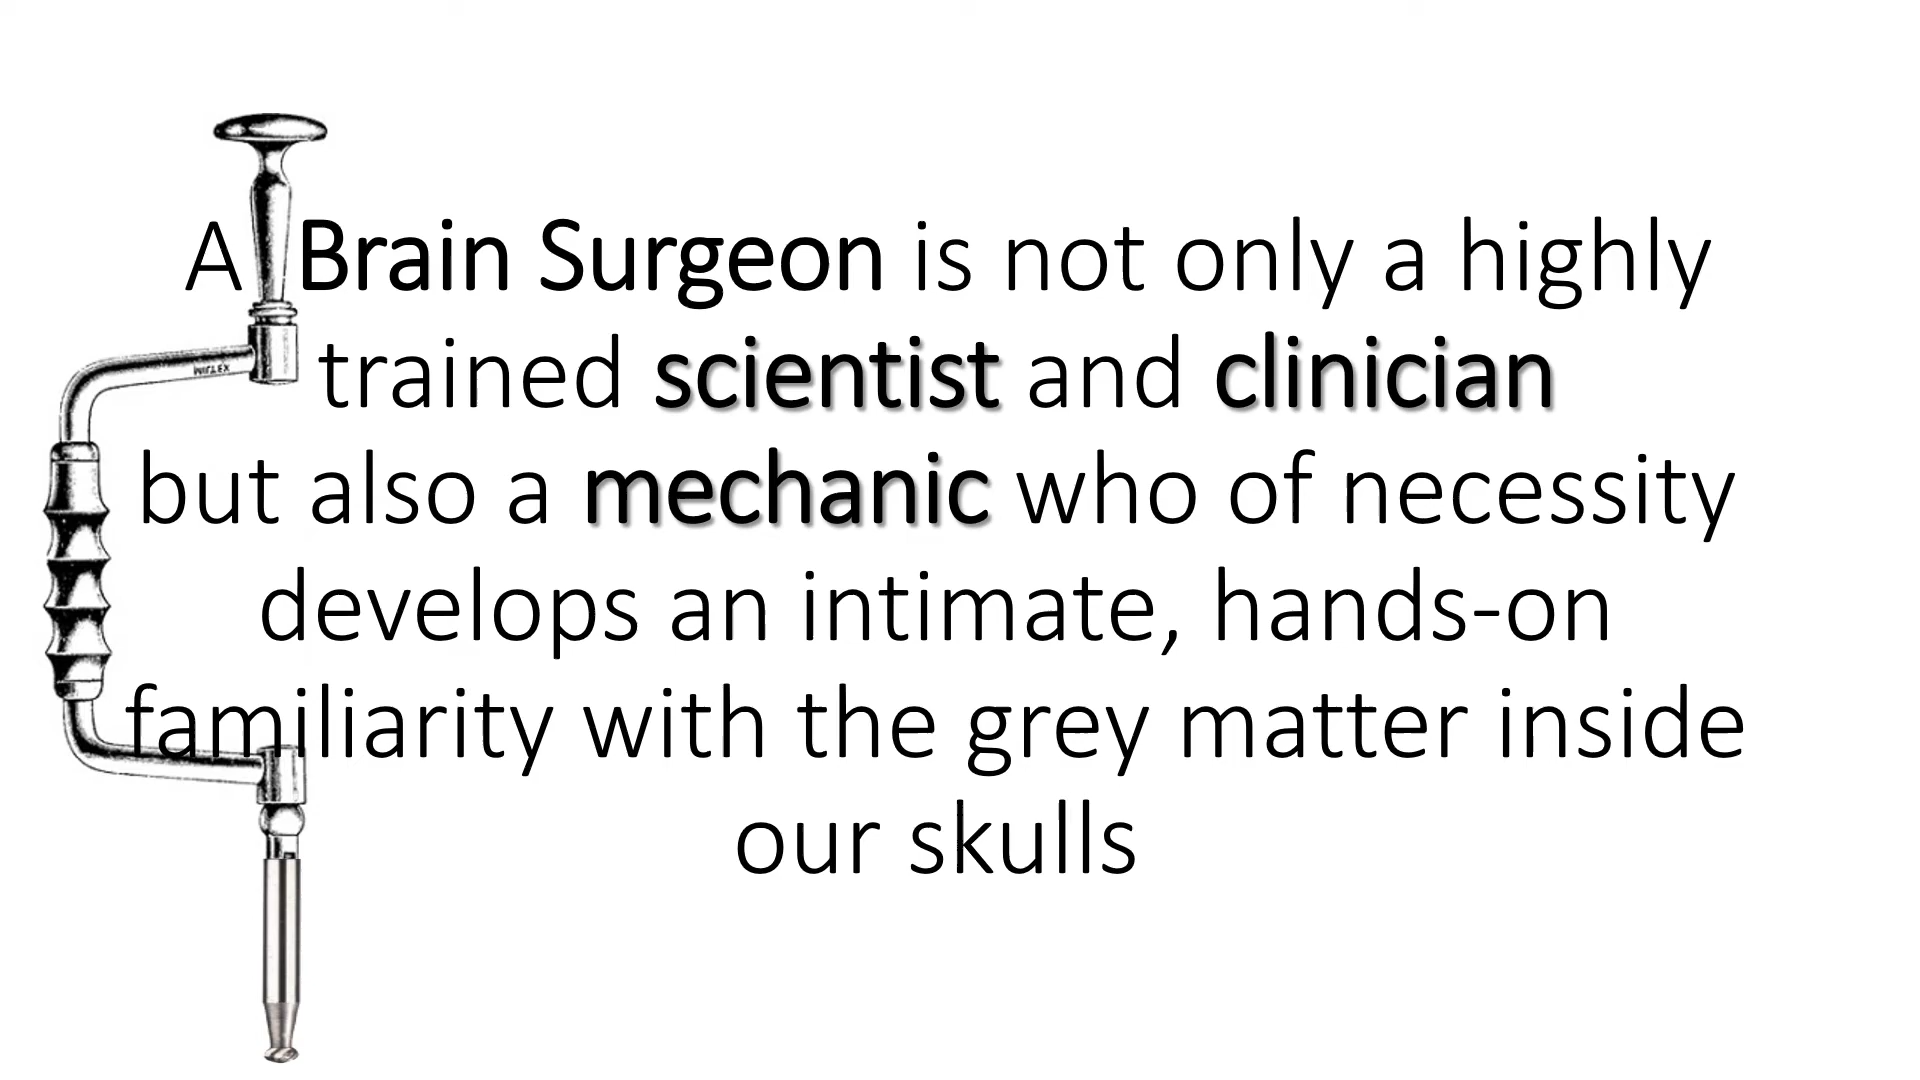 A Brain Surgeon is not only a highly
trained scientist and clinician
but also a mechanic who of necessity
develops an intimate, hands-on
familiarity with the grey matter inside
our skulls